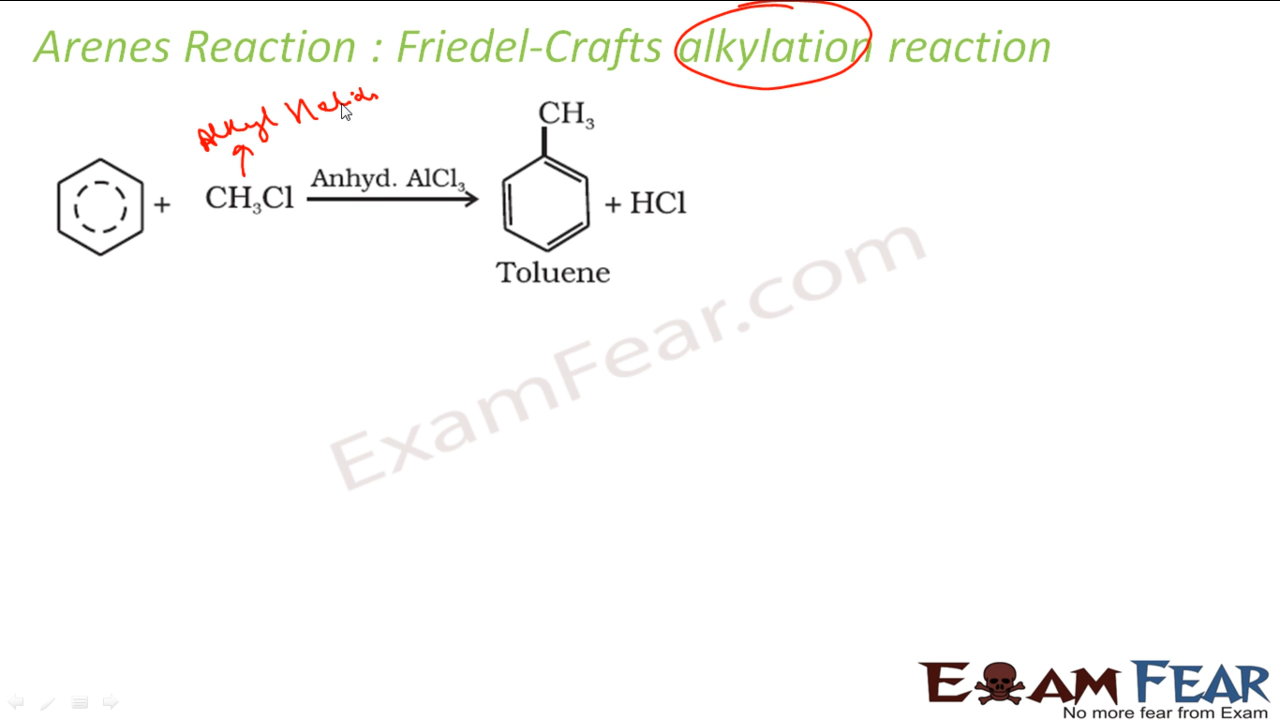 Arenes Reaction : Friedel-Crafts alkylation reaction
Alkyl Halide
CH₃
+ CH₃Cl Anhyd. AlCl₃ + HCl
Toluene
ExamFear.com
EXAM FEAR
No more fear from Exam